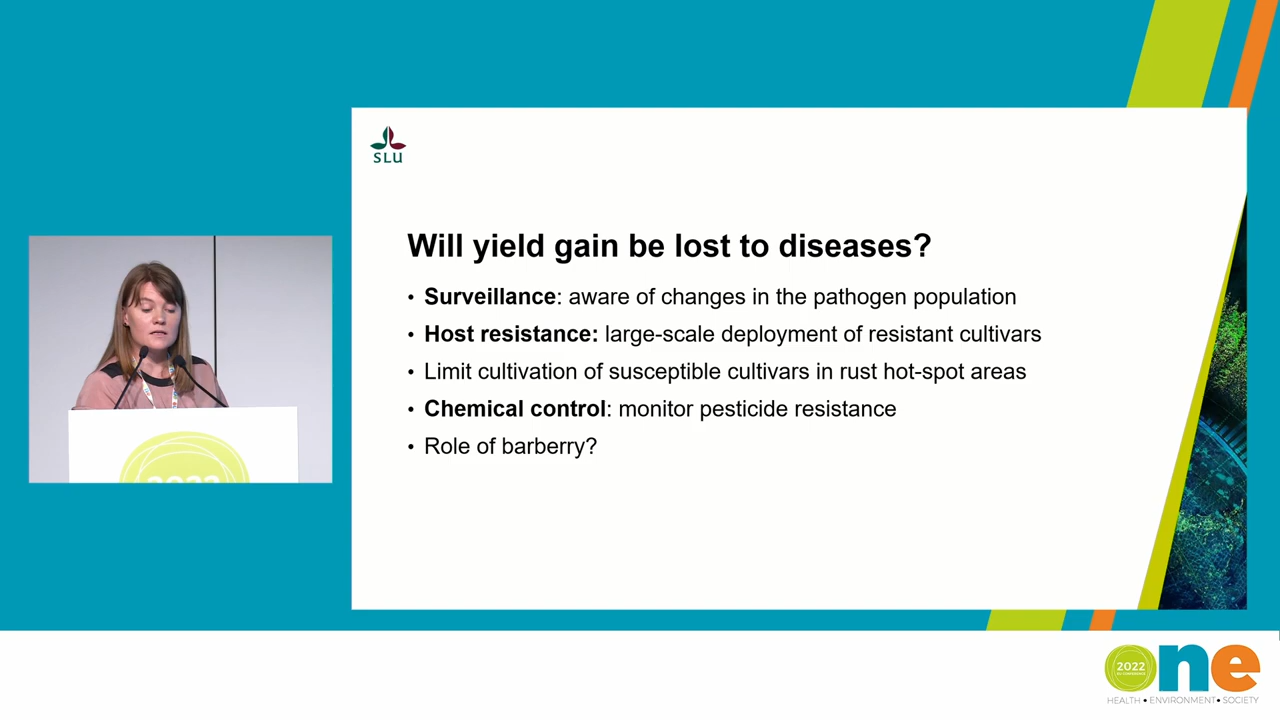 SLU
Will yield gain be lost to diseases?
• Surveillance: aware of changes in the pathogen population
• Host resistance: large-scale deployment of resistant cultivars
• Limit cultivation of susceptible cultivars in rust hot-spot areas
• Chemical control: monitor pesticide resistance
• Role of barberry?
2022
2022
one
HEALTH • ENVIRONMENT • SOCIETY